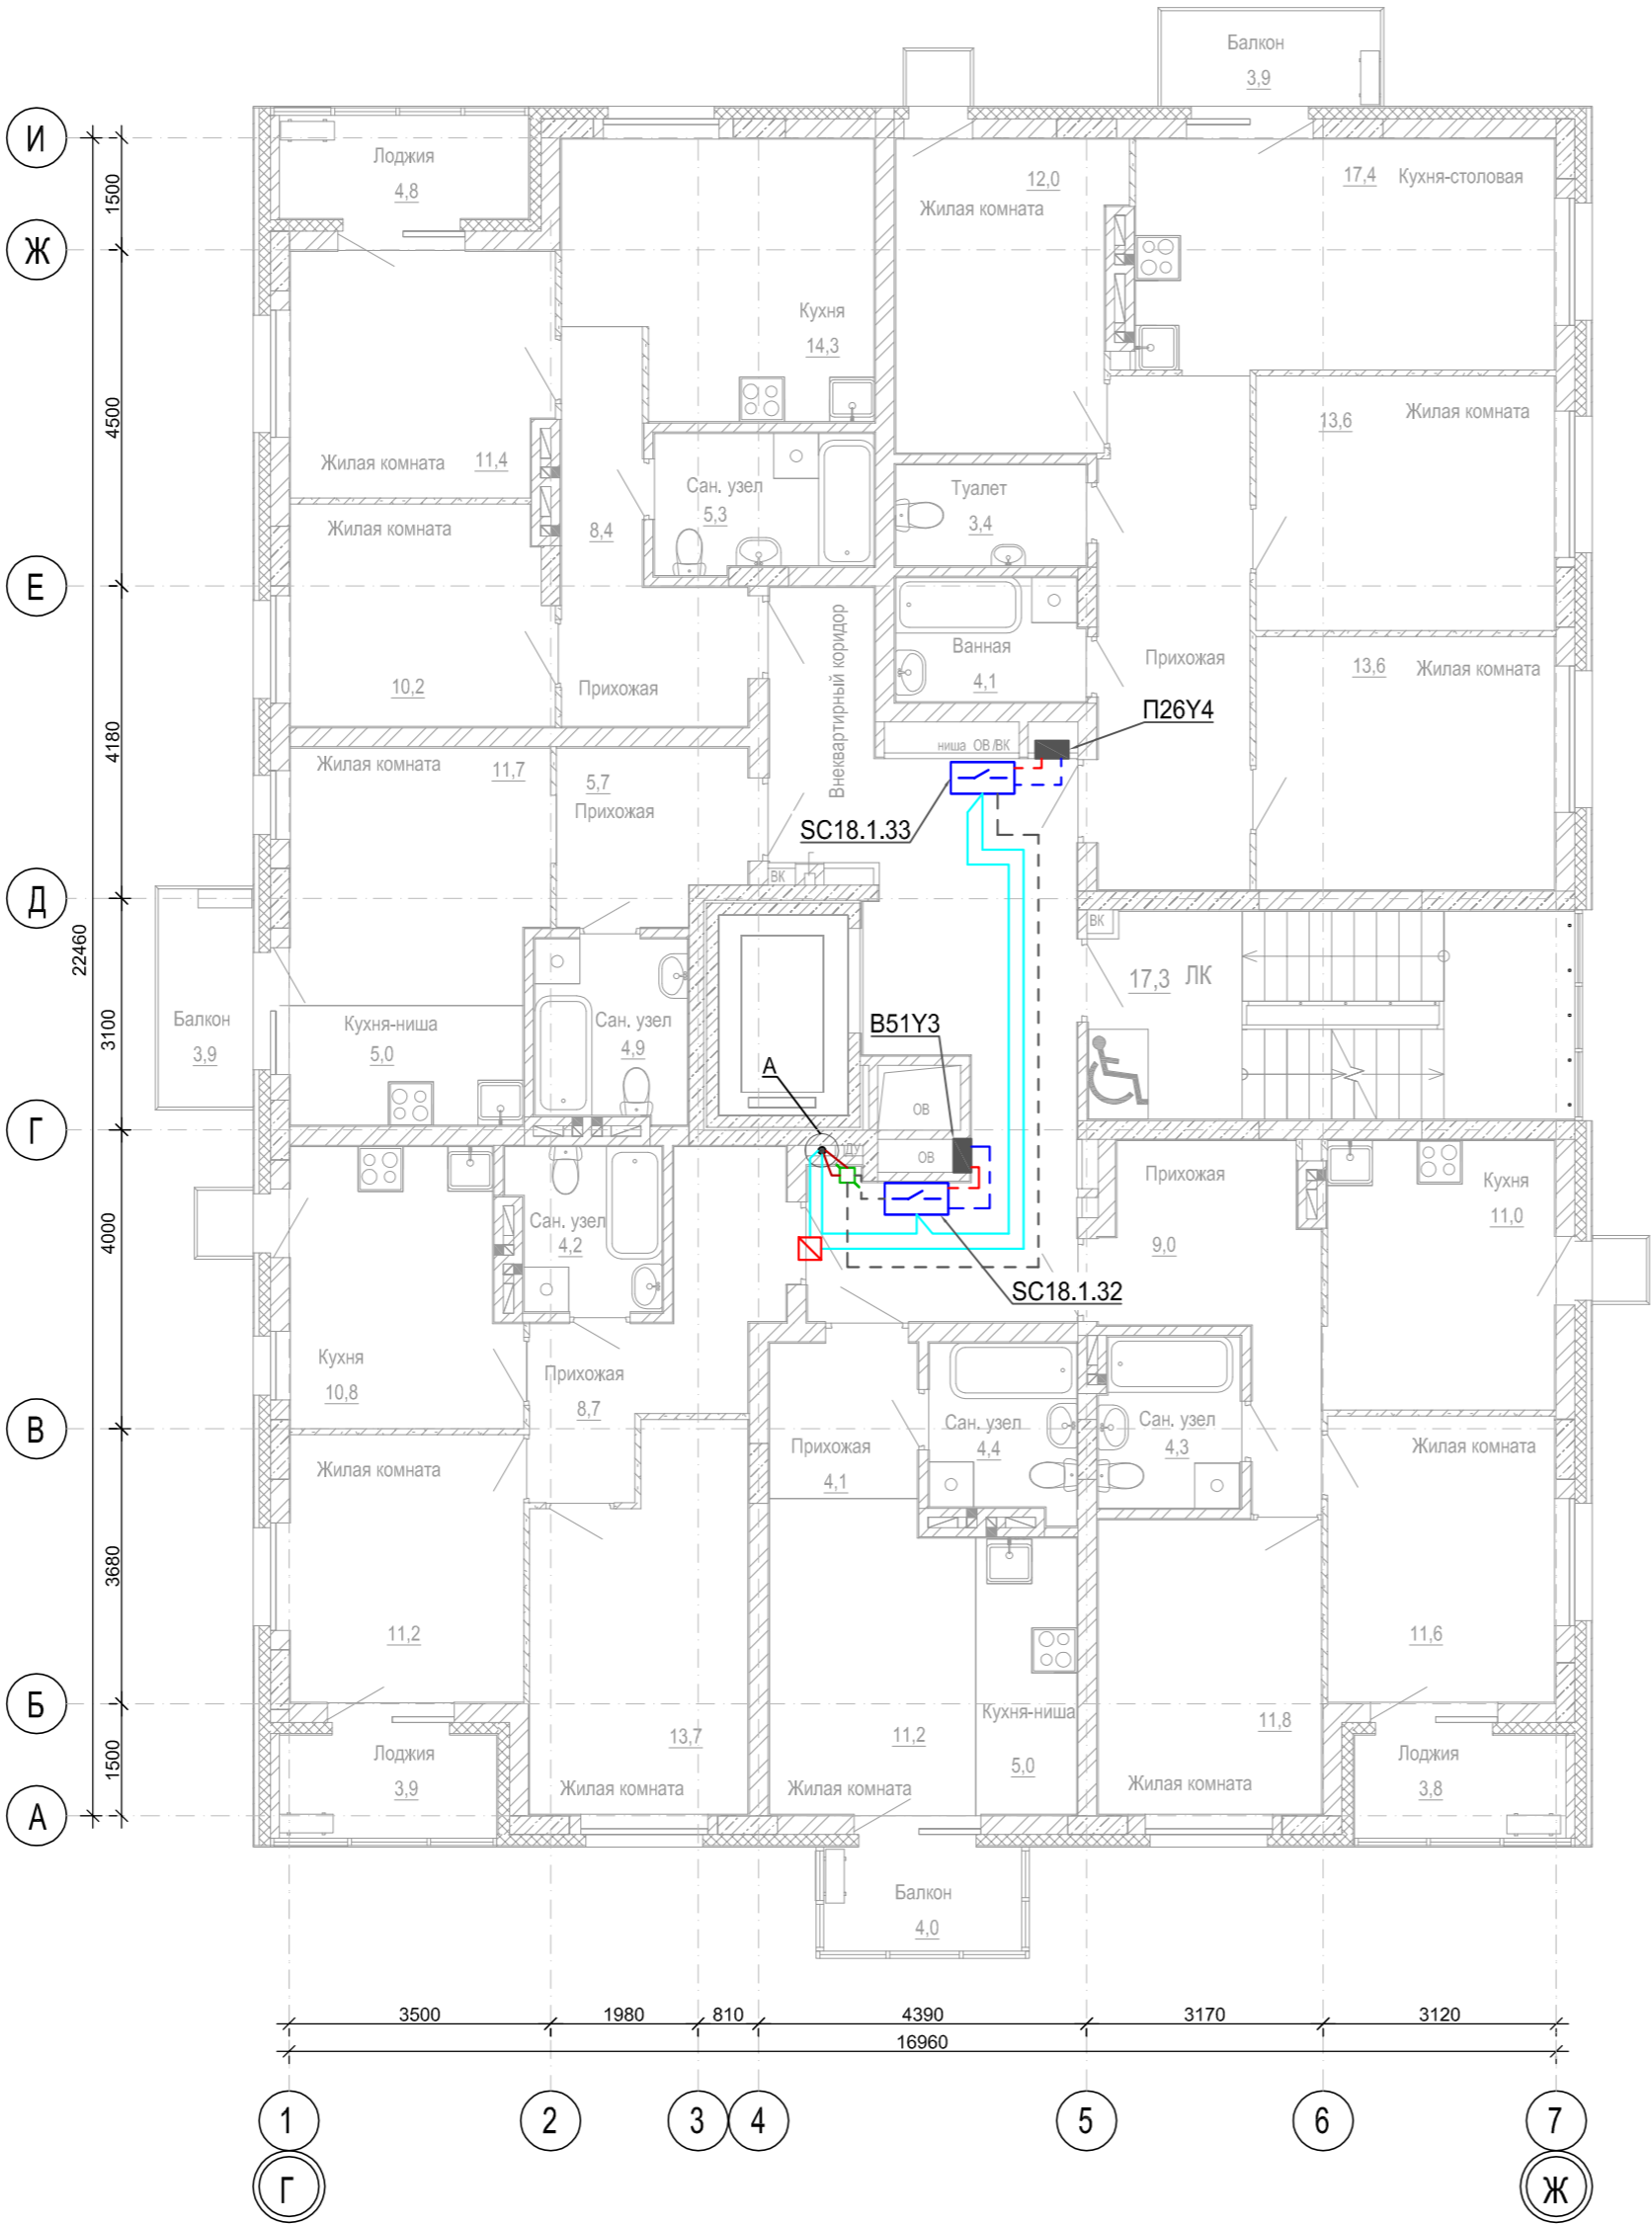 Балкон
3,9
И
Лоджия
4,8
12,0
Жилая комната
17,4 Кухня-столовая
1500
Ж
Кухня
14,3
4500
13,6 Жилая комната
Жилая комната 11,4
Сан. узел
5,3
Туалет
3,4
Жилая комната
8,4
Е
Внеквартирный коридор
Ванная
4,1
Прихожая
13,6 Жилая комната
10,2
Прихожая
П26Y4
4180
ниша ОВ/ВК
Жилая комната 11,7
5,7
Прихожая
SC18.1.33
ВК
Д
ВК
22460
17,3 ЛК
3100
Балкон
3,9
Кухня-ниша
5,0
Сан. узел
4,9
В51Y3
А
ОВ
Г
ДУ
ОВ
Прихожая
Кухня
11,0
4000
Сан. узел
4,2
9,0
SC18.1.32
Кухня
10,8
Прихожая
8,7
В
Прихожая
4,1
Сан. узел
4,4
Сан. узел
4,3
Жилая комната
Жилая комната
3680
11,2
11,6
Б
13,7
11,2
Кухня-ниша
5,0
11,8
1500
Лоджия
3,9
Жилая комната
Жилая комната
Жилая комната
Лоджия
3,8
А
Балкон
4,0
3500 1980 810 4390 3170 3120
16960
1 2 3 4 5 6 7
Г Ж